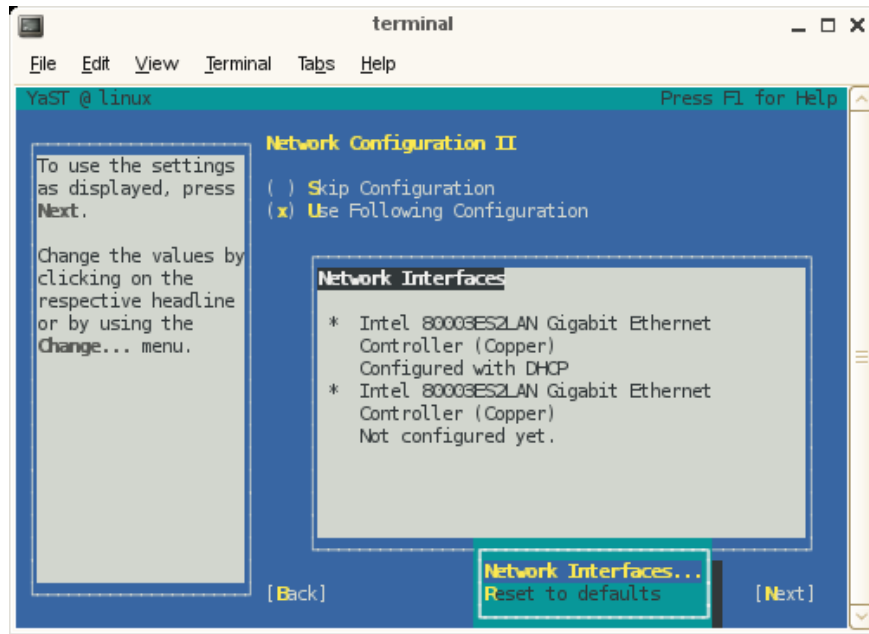 terminal
File Edit View Terminal Tabs Help
YaST @ linux Press F1 for Help
To use the settings
as displayed, press
Next.
Change the values by
clicking on the
respective headline
or by using the
Change... menu.
Network Configuration II
( ) Skip Configuration
(x) Use Following Configuration
Network Interfaces
* Intel 80003ES2LAN Gigabit Ethernet
Controller (Copper)
Configured with DHCP
* Intel 80003ES2LAN Gigabit Ethernet
Controller (Copper)
Not configured yet.
Network Interfaces...
Reset to defaults
[Back]
[Next]